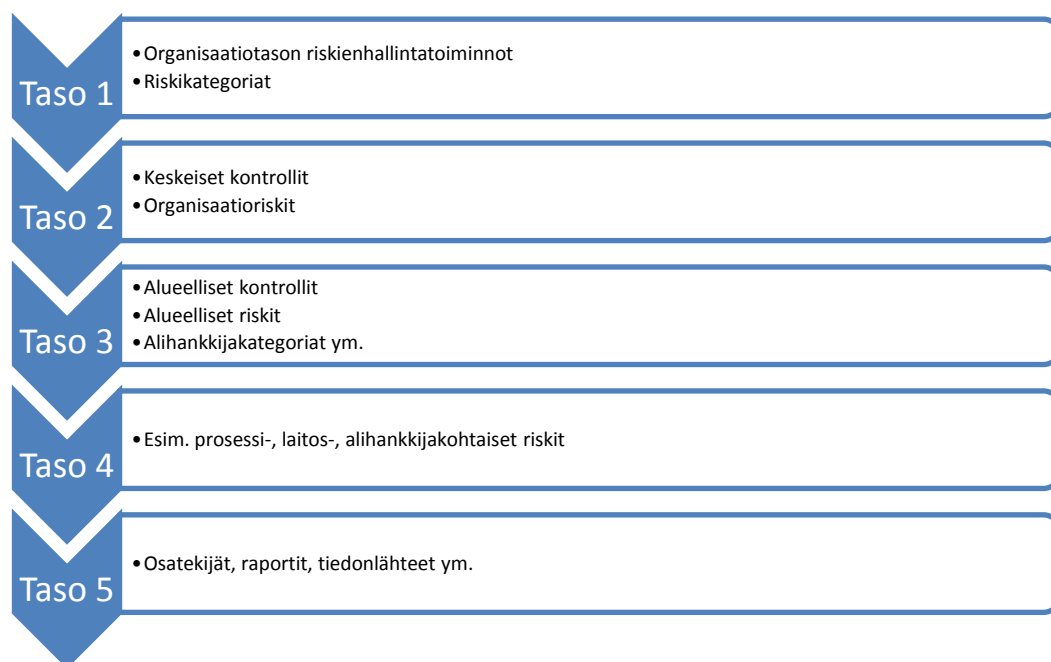 Taso 1
•Organisaatiotason riskienhallintatoiminnot
•Riskikategoriat
Taso 2
•Keskeiset kontrollit
•Organisaatioriskit
Taso 3
•Alueelliset kontrollit
•Alueelliset riskit
•Alihankkijakategoriat ym.
Taso 4
•Esim. prosessi-, laitos-, alihankkijakohtaiset riskit
Taso 5
•Osatekijät, raportit, tiedonlähteet ym.